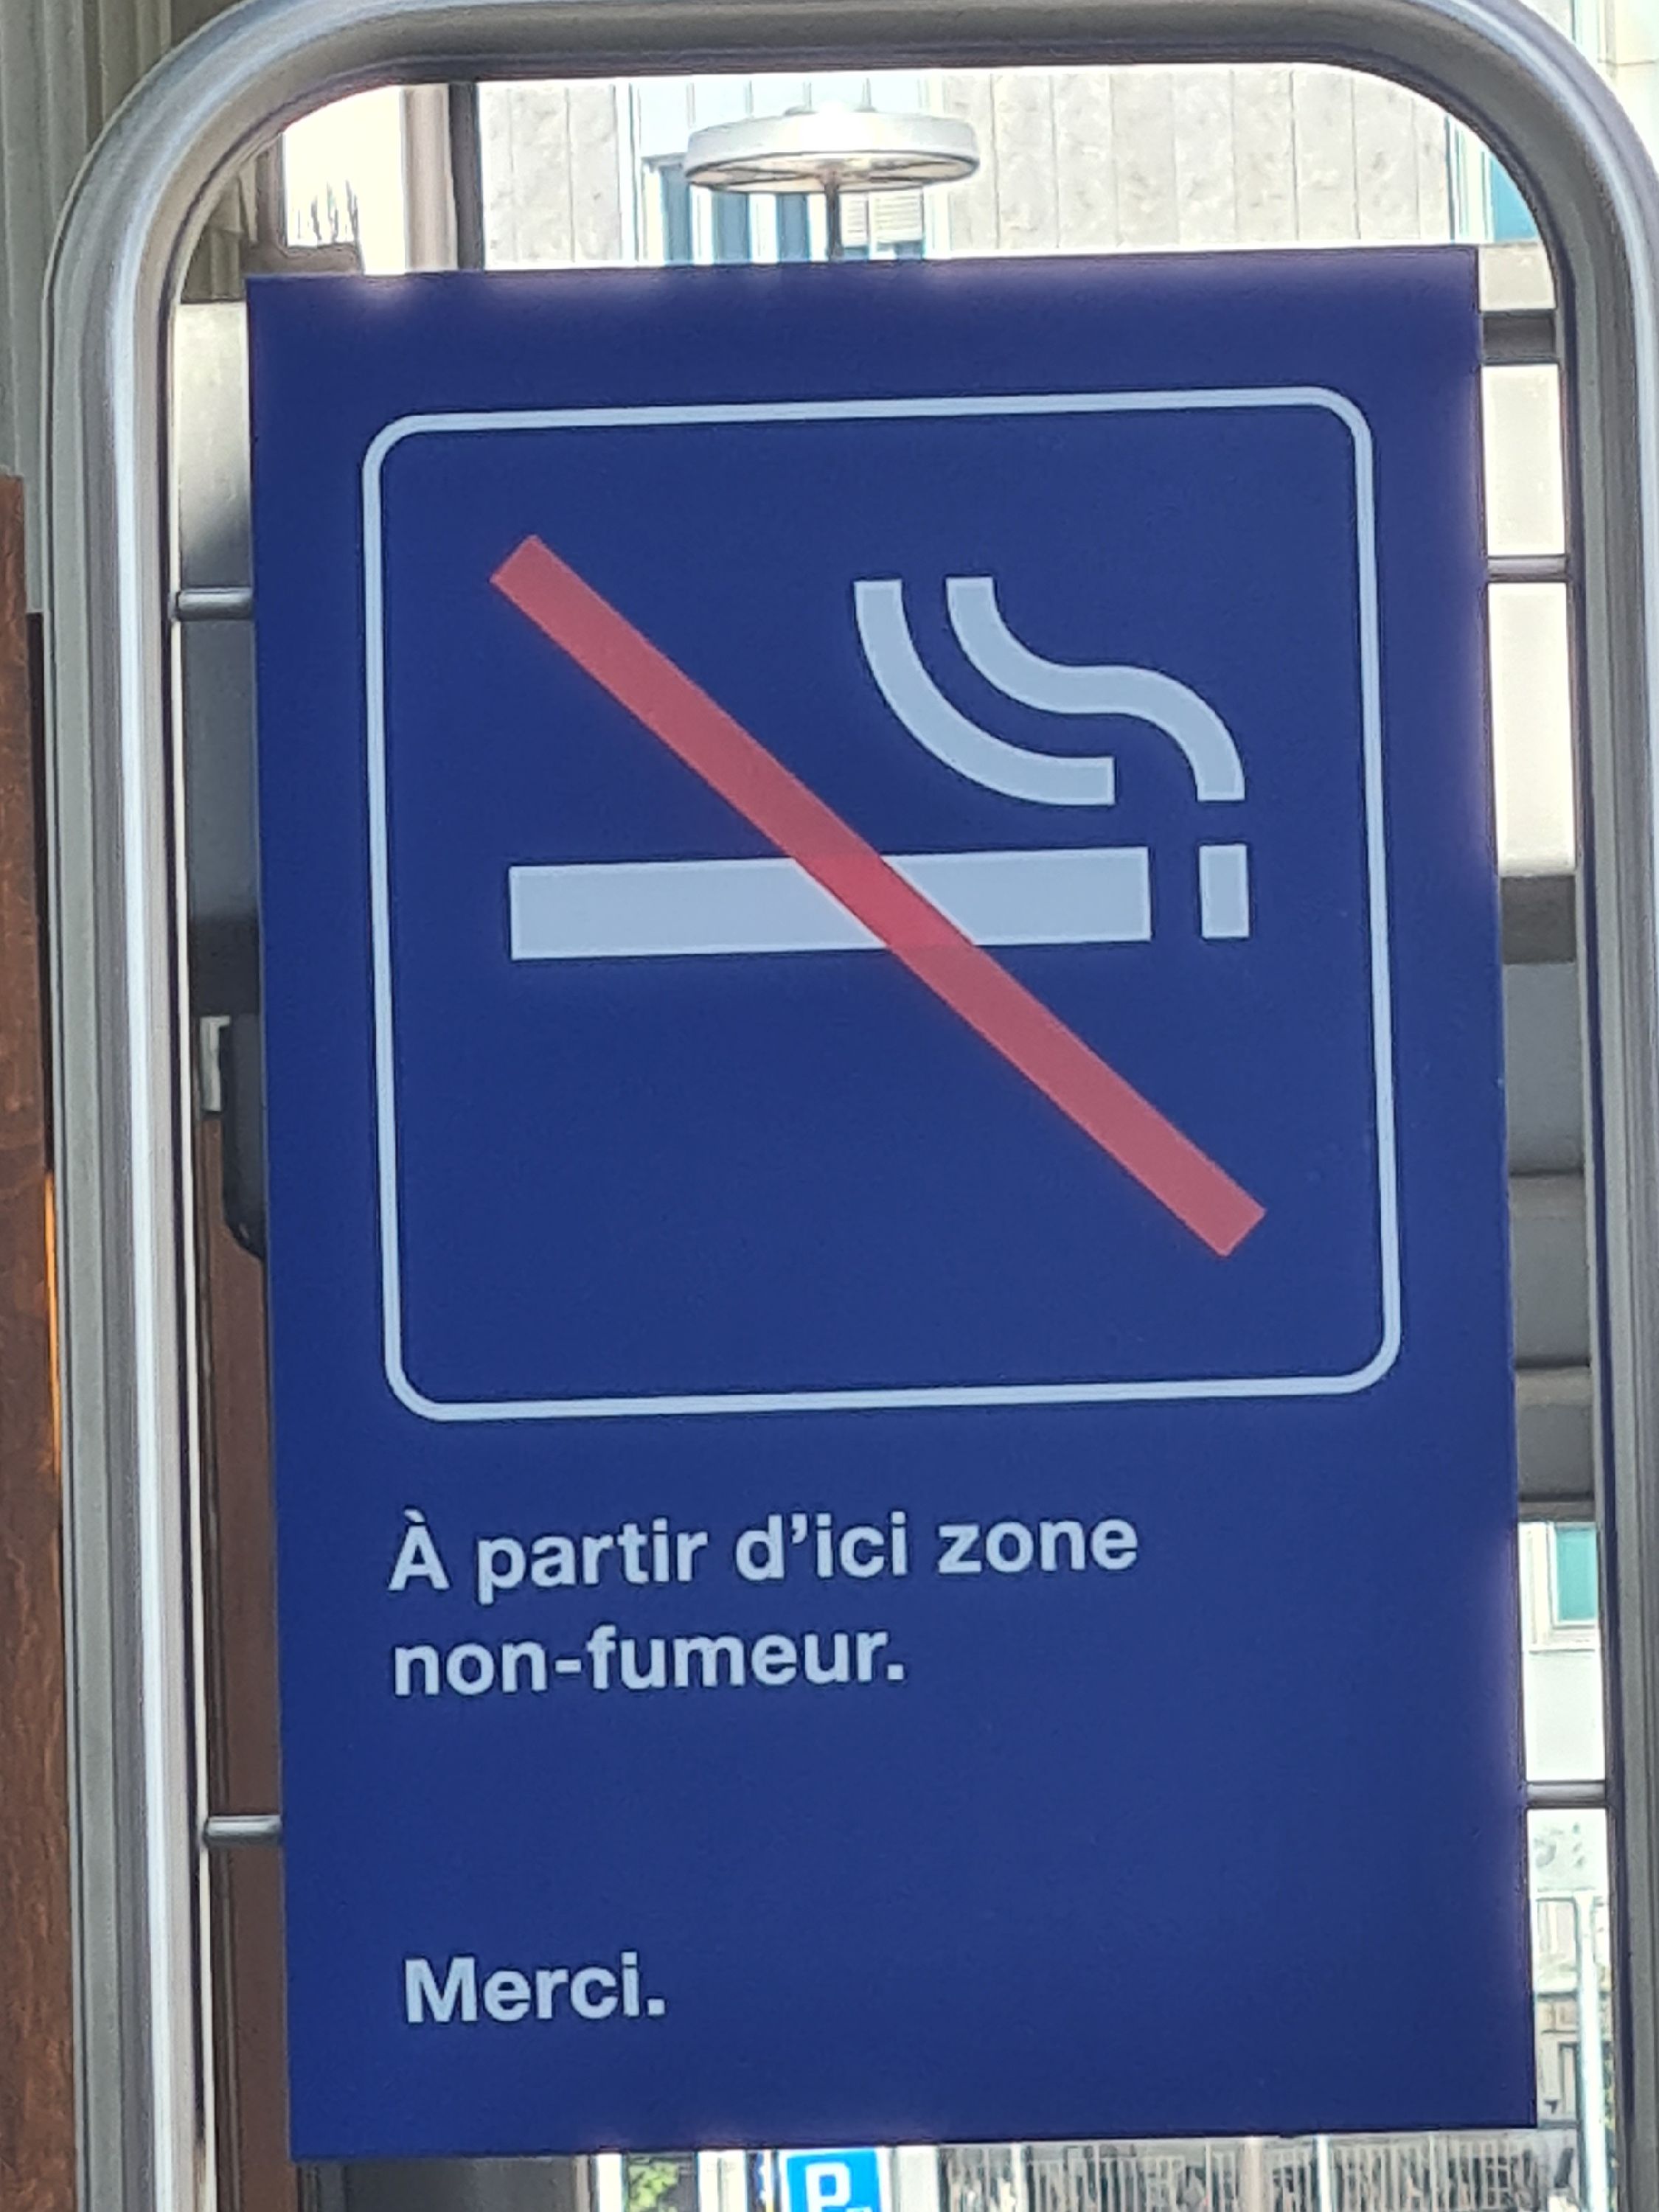 À partir d’ici zone
non-fumeur.
Merci.
P